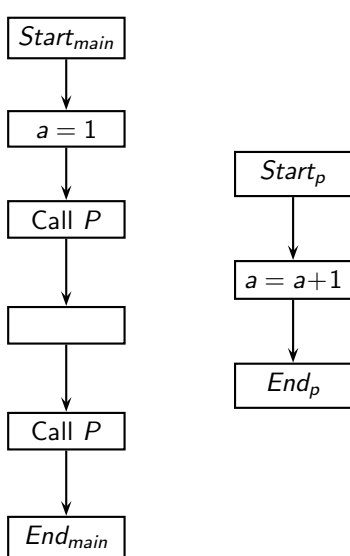 Start_main
a = 1
Call P
Call P
End_main
Start_p
a = a+1
End_p